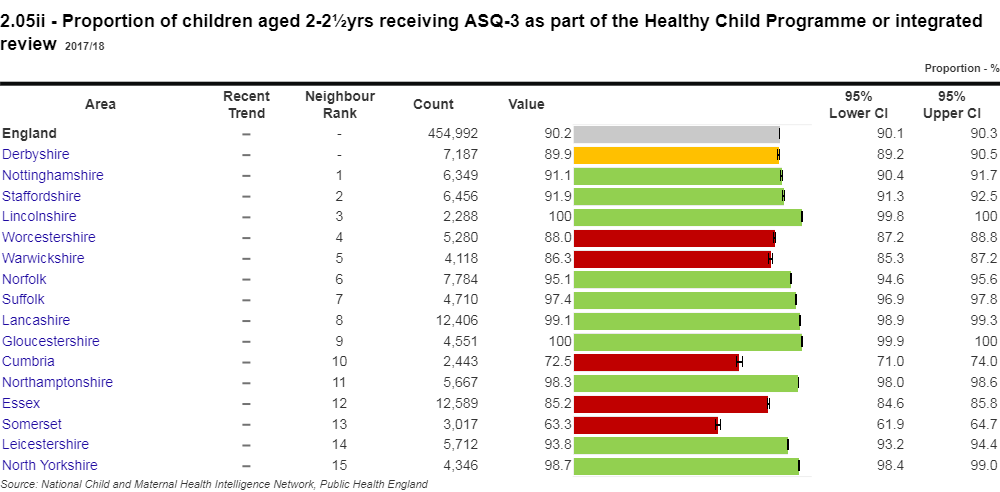 2.05ii - Proportion of children aged 2-2½yrs receiving ASQ-3 as part of the Healthy Child Programme or integrated
review 2017/18
Proportion - %
Area Recent Trend Neighbour Rank Count Value 95% Lower CI 95% Upper CI
England – - 454,992 90.2 90.1 90.3
Derbyshire – - 7,187 89.9 89.2 90.5
Nottinghamshire – 1 6,349 91.1 90.4 91.7
Staffordshire – 2 6,456 91.9 91.3 92.5
Lincolnshire – 3 2,288 100 99.8 100
Worcestershire – 4 5,280 88.0 87.2 88.8
Warwickshire – 5 4,118 86.3 85.3 87.2
Norfolk – 6 7,784 95.1 94.6 95.6
Suffolk – 7 4,710 97.4 96.9 97.8
Lancashire – 8 12,406 99.1 98.9 99.3
Gloucestershire – 9 4,551 100 99.9 100
Cumbria – 10 2,443 72.5 71.0 74.0
Northamptonshire – 11 5,667 98.3 98.0 98.6
Essex – 12 12,589 85.2 84.6 85.8
Somerset – 13 3,017 63.3 61.9 64.7
Leicestershire – 14 5,712 93.8 93.2 94.4
North Yorkshire – 15 4,346 98.7 98.4 99.0
Source: National Child and Maternal Health Intelligence Network, Public Health England